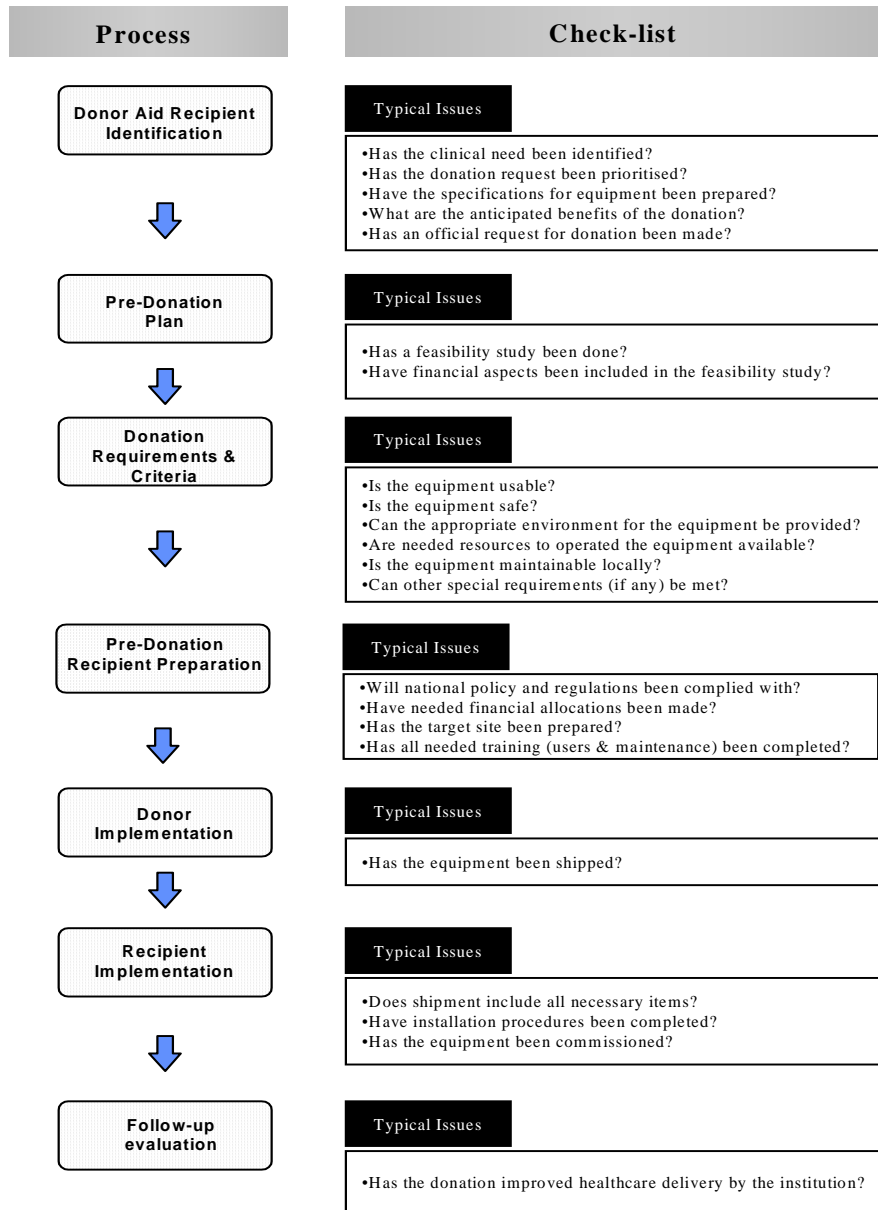 Process
Check-list
Donor Aid Recipient
Identification
Typical Issues
•Has the clinical need been identified?
•Has the donation request been prioritised?
•Have the specifications for equipment been prepared?
•What are the anticipated benefits of the donation?
•Has an official request for donation been made?
Pre-Donation
Plan
Typical Issues
•Has a feasibility study been done?
•Have financial aspects been included in the feasibility study?
Donation
Requirements &
Criteria
Typical Issues
•Is the equipment usable?
•Is the equipment safe?
•Can the appropriate environment for the equipment be provided?
•Are needed resources to operated the equipment available?
•Is the equipment maintainable locally?
•Can other special requirements (if any) be met?
Pre-Donation
Recipient Preparation
Typical Issues
•Will national policy and regulations been complied with?
•Have needed financial allocations been made?
•Has the target site been prepared?
•Has all needed training (users & maintenance) been completed?
Donor
Implementation
Typical Issues
•Has the equipment been shipped?
Recipient
Implementation
Typical Issues
•Does shipment include all necessary items?
•Have installation procedures been completed?
•Has the equipment been commissioned?
Follow-up
evaluation
Typical Issues
•Has the donation improved healthcare delivery by the institution?